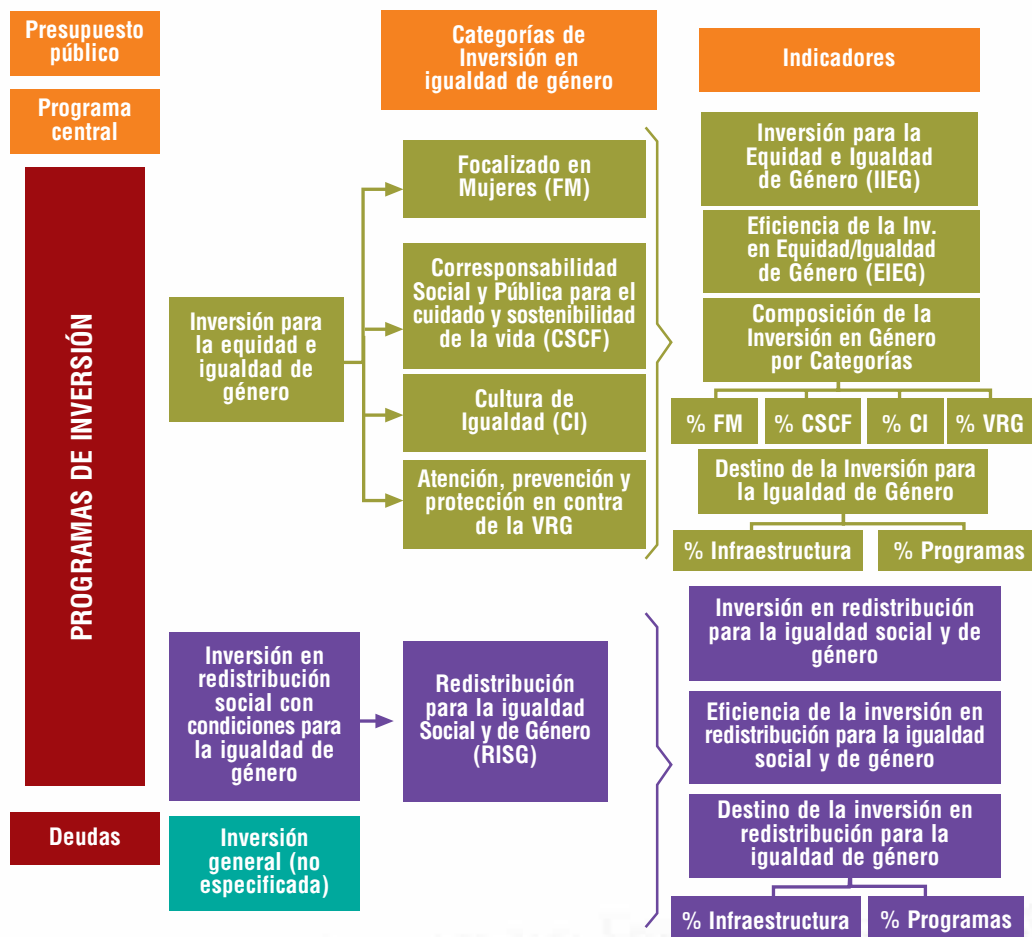 Presupuesto
público
Programa
central
PROGRAMAS DE INVERSIÓN
Deudas
Inversión para
la equidad e
igualdad de
género
Inversión en
redistribución
social con
condiciones para
la igualdad de
género
Inversión
general (no
especificada)
Categorías de
Inversión en
igualdad de género
Focalizado en
Mujeres (FM)
Corresponsabilidad
Social y Pública para el
cuidado y sostenibilidad
de la vida (CSCF)
Cultura de
Igualdad (CI)
Atención, prevención y
protección en contra
de la VRG
Redistribución
para la igualdad
Social y de Género
(RISG)
Indicadores
Inversión para la
Equidad e Igualdad
de Género (IIEG)
Eficiencia de la Inv.
en Equidad/Igualdad
de Género (EIEG)
Composición de la
Inversión en Género
por Categorías
% FM
% CSCF
% CI
% VRG
Destino de la Inversión para
la Igualdad de Género
% Infraestructura
% Programas
Inversión en redistribución
para la igualdad social y de
género
Eficiencia de la inversión en
redistribución para la igualdad
social y de género
Destino de la inversión en
redistribución para la
igualdad de género
% Infraestructura
% Programas